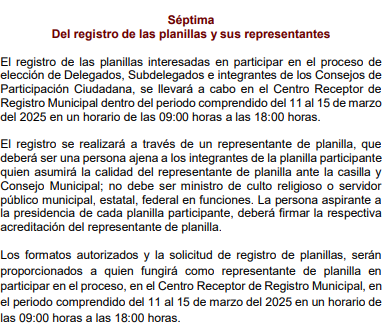 Séptima
Del registro de las planillas y sus representantes
El registro de las planillas interesadas en participar en el proceso de
elección de Delegados, Subdelegados e integrantes de los Consejos de
Participación Ciudadana, se llevará a cabo en el Centro Receptor de
Registro Municipal dentro del periodo comprendido del 11 al 15 de marzo
del 2025 en un horario de las 09:00 horas a las 18:00 horas.
El registro se realizará a través de un representante de planilla, que
deberá ser una persona ajena a los integrantes de la planilla participante
quien asumirá la calidad del representante de planilla ante la casilla y
Consejo Municipal; no debe ser ministro de culto religioso o servidor
público municipal, estatal, federal en funciones. La persona aspirante a
la presidencia de cada planilla participante, deberá firmar la respectiva
acreditación del representante de planilla.
Los formatos autorizados y la solicitud de registro de planillas, serán
proporcionados a quien fungirá como representante de planilla en
participar en el proceso, en el Centro Receptor de Registro Municipal, en
el periodo comprendido del 11 al 15 de marzo del 2025 en un horario de
las 09:00 horas a las 18:00 horas.